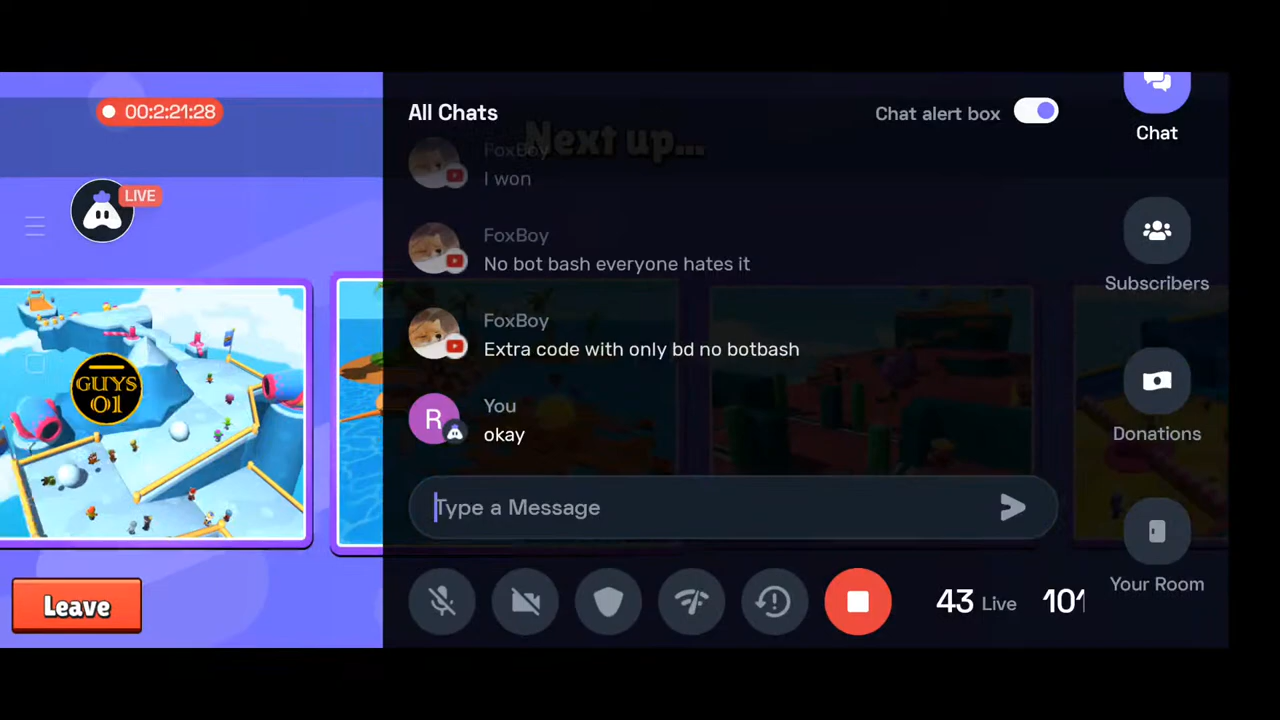 00:2:21:28
LIVE
GUYS
01
Leave
Next up...
All Chats
Chat alert box
FoxBoy
I won
FoxBoy
No bot bash everyone hates it
FoxBoy
Extra code with only bd no botbash
R
You
okay
Type a Message
43 Live
101
Chat
Subscribers
Donations
Your Room